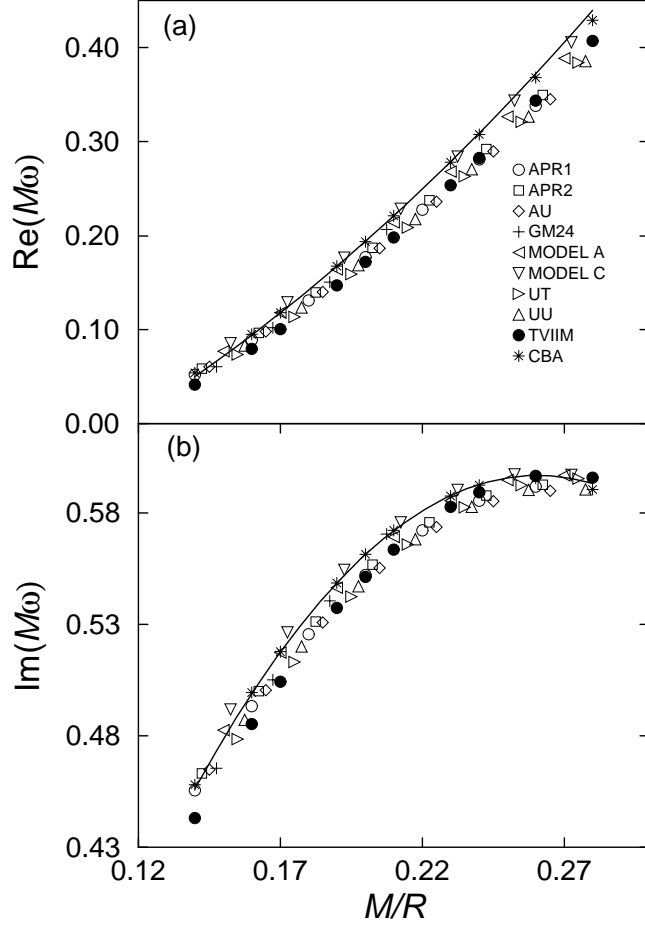 (a)
0.40
0.30
0.20
0.10
0.00
Re(Mω)
APR1
APR2
AU
GM24
MODEL A
MODEL C
UT
UU
TVIIM
CBA
(b)
0.58
0.53
0.48
0.43
Im(Mω)
0.12 0.17 0.22 0.27
M/R